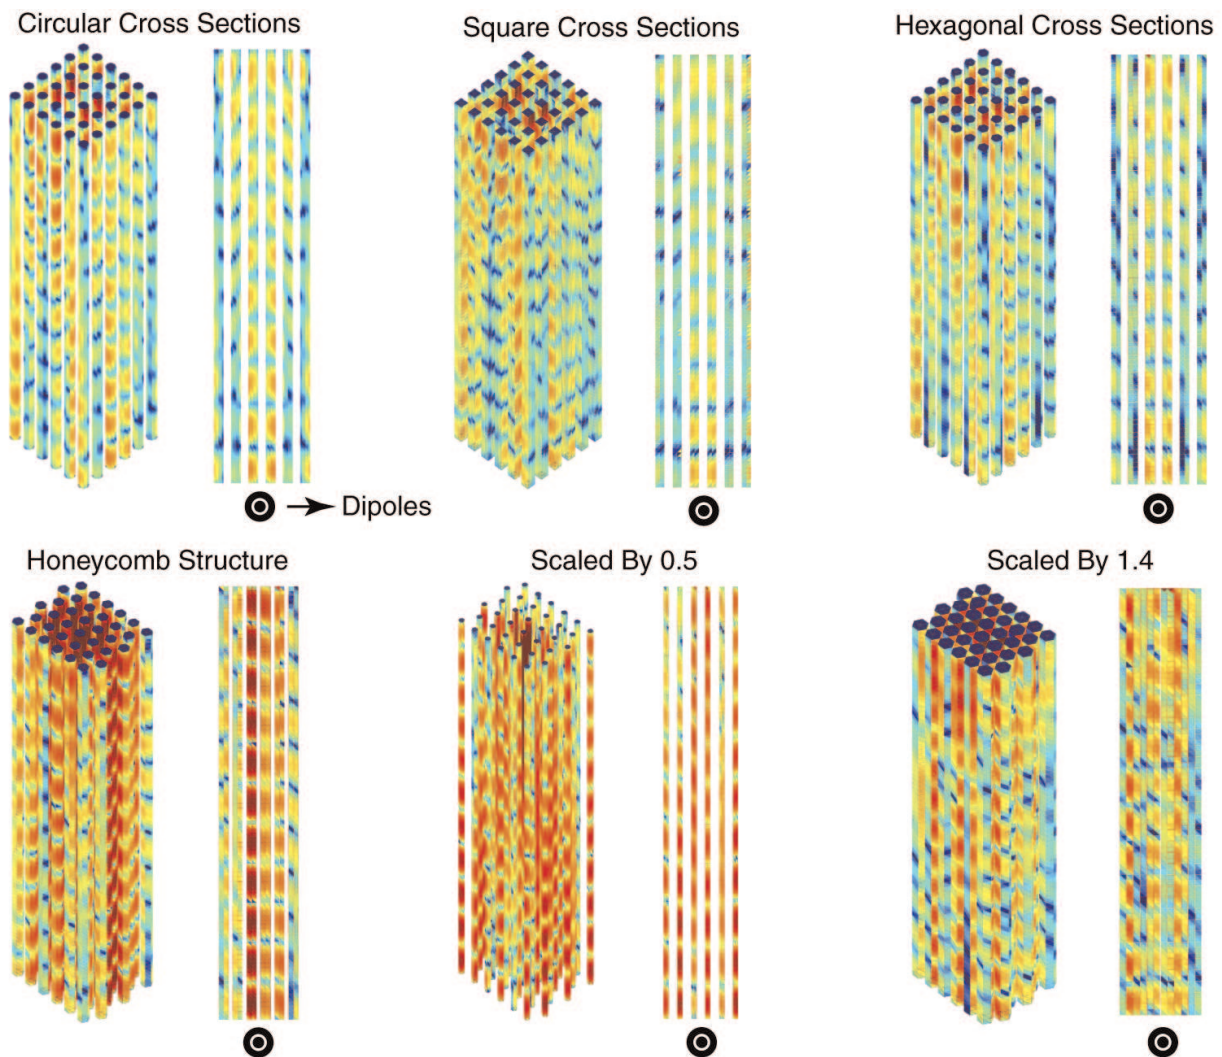 Circular Cross Sections
Square Cross Sections
Hexagonal Cross Sections
Dipoles
Honeycomb Structure
Scaled By 0.5
Scaled By 1.4